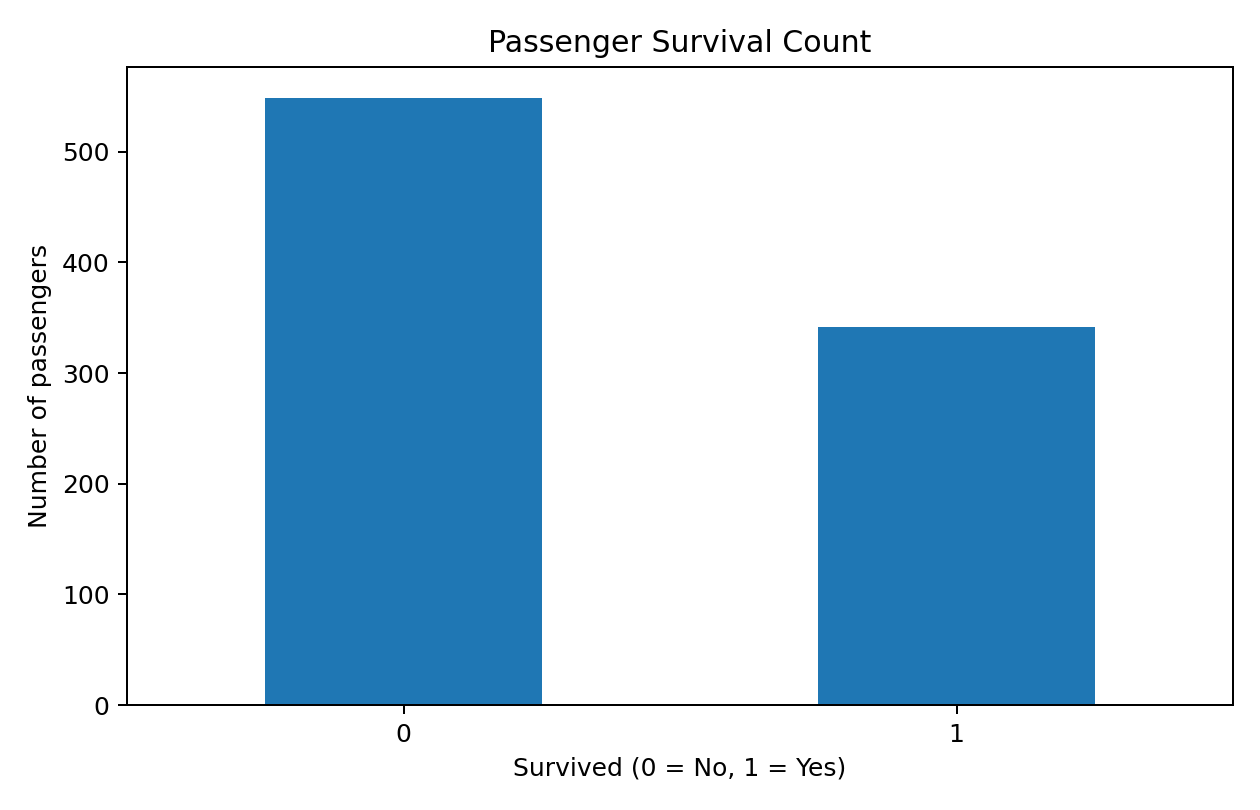 Passenger Survival Count
Number of passengers
500
400
300
200
100
0
0 1
Survived (0 = No, 1 = Yes)